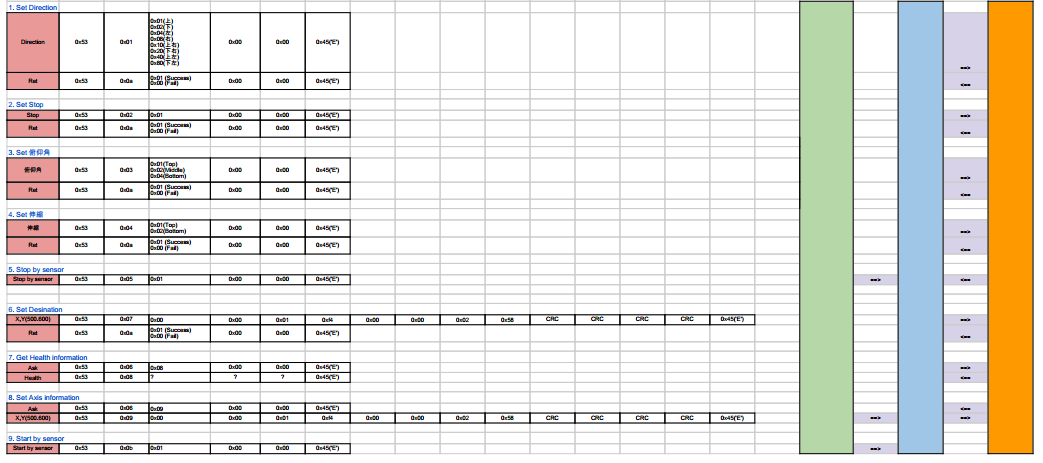 1. Set Direction
Direction 0x53 0x01 0x01(上) 0x00 0x00 0x45('E')
0x02(下)
0x04(左)
0x08(右)
0x10(上右)
0x20(下右)
0x40(上左)
0x80(下左)
==>
Ret 0x53 0x0a 0x01 (Success) 0x00 0x00 0x45('E') <==
0x00 (Fail)
2. Set Stop
Stop 0x53 0x02 0x01 0x00 0x00 0x45('E') ==>
Ret 0x53 0x0a 0x01 (Success) 0x00 0x00 0x45('E') <==
0x00 (Fail)
3. Set 俯仰角
俯仰角 0x53 0x03 0x01(Top) 0x00 0x00 0x45('E') ==>
0x02(Middle)
0x04(Bottom)
Ret 0x53 0x0a 0x01 (Success) 0x00 0x00 0x45('E') <==
0x00 (Fail)
4. Set 伸縮
伸縮 0x53 0x04 0x01(Top) 0x00 0x00 0x45('E') ==>
0x02(Bottom)
Ret 0x53 0x0a 0x01 (Success) 0x00 0x00 0x45('E') <==
0x00 (Fail)
5. Stop by sensor
Stop by sensor 0x53 0x05 0x01 0x00 0x00 0x45('E') ==> <==
6. Set Desination
X,Y(500.600) 0x53 0x07 0x00 0x00 0x01 0xf4 0x00 0x00 0x02 0x58 CRC CRC CRC CRC 0x45('E') ==>
Ret 0x53 0x0a 0x01 (Success) 0x00 0x00 0x45('E') <==
0x00 (Fail)
7. Get Health information
Ask 0x53 0x06 0x08 0x00 0x00 0x45('E') ==>
Health 0x53 0x08 ? ? ? 0x45('E') <==
8. Set Axis information
Ask 0x53 0x06 0x09 0x00 0x00 0x45('E') <==
X,Y(500.600) 0x53 0x09 0x00 0x00 0x01 0xf4 0x00 0x00 0x02 0x58 CRC CRC CRC CRC 0x45('E') ==> ==>
9. Start by sensor
Start by sensor 0x53 0x0b 0x01 0x00 0x00 0x45('E') ==> <==